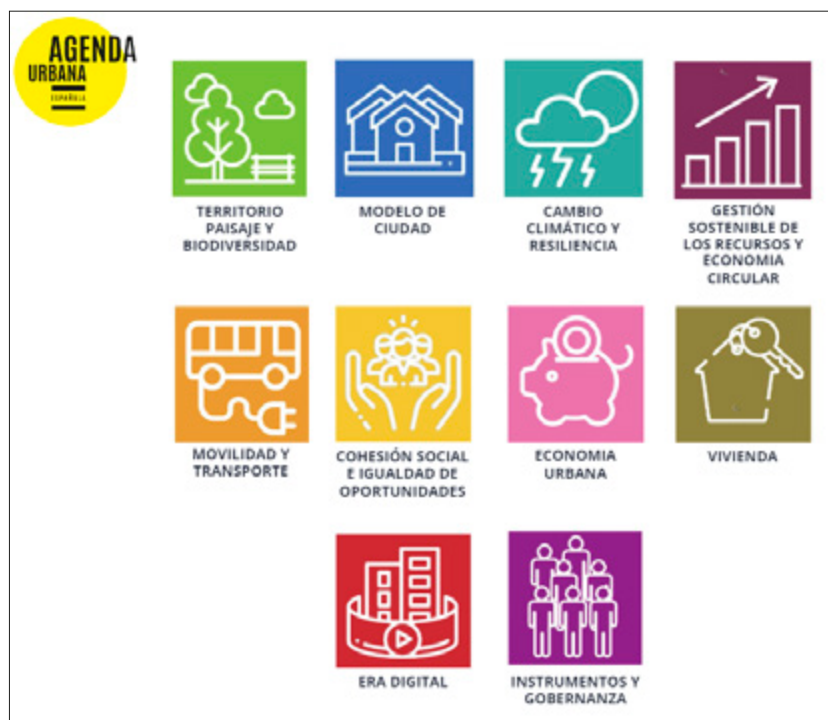 AGENDA
URBANA
ESPAÑOLA
TERRITORIO
PAISAJE Y
BIODIVERSIDAD
MODELO DE
CIUDAD
CAMBIO
CLIMÁTICO Y
RESILIENCIA
GESTIÓN
SOSTENIBLE DE
LOS RECURSOS Y
ECONOMIA
CIRCULAR
MOVILIDAD Y
TRANSPORTE
COHESIÓN SOCIAL
E IGUALDAD DE
OPORTUNIDADES
ECONOMIA
URBANA
VIVIENDA
ERA DIGITAL
INSTRUMENTOS Y
GOBERNANZA